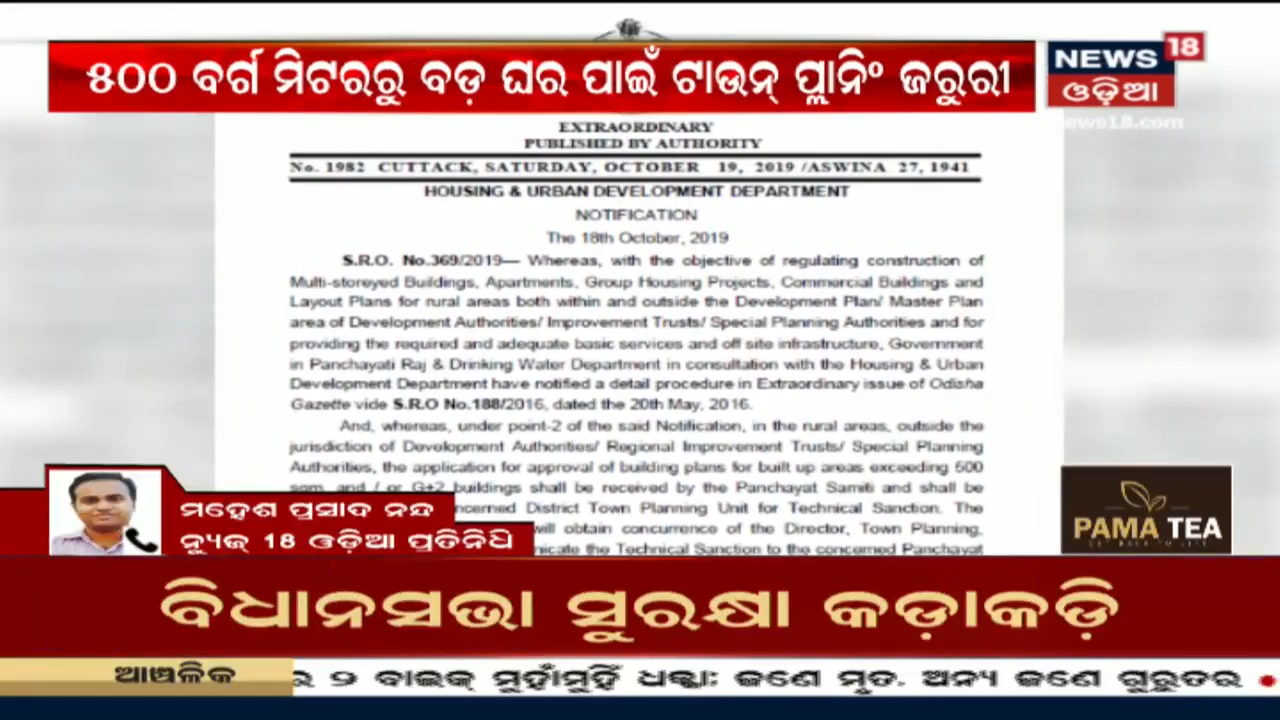 ୫୦୦ ବର୍ଗ ମିଟରରୁ ବଡ଼ ଘର ପାଇଁ ଟାଉନ୍ ପ୍ଲାନିଂ ଜରୁରୀ
NEWS 18
ଓଡ଼ିଆ
news18.com
EXTRAORDINARY
PUBLISHED BY AUTHORITY
No. 1982 CUTTACK, SATURDAY, OCTOBER 19, 2019 /ASWINA 27, 1941
HOUSING & URBAN DEVELOPMENT DEPARTMENT
NOTIFICATION
The 18th October, 2019
S.R.O. No.369/2019— Whereas, with the objective of regulating construction of
Multi-storeyed Buildings, Apartments, Group Housing Projects, Commercial Buildings and
Layout Plans for rural areas both within and outside the Development Plan/ Master Plan
area of Development Authorities/ Improvement Trusts/ Special Planning Authorities and for
providing the required and adequate basic services and off site infrastructure, Government
in Panchayati Raj & Drinking Water Department in consultation with the Housing & Urban
Development Department have notified a detail procedure in Extraordinary issue of Odisha
Gazette vide S.R.O No.188/2016, dated the 20th May, 2016.
And, whereas, under point-2 of the said Notification, in the rural areas, outside the
jurisdiction of Development Authorities/ Regional Improvement Trusts/ Special Planning
Authorities, the application for approval of building plans for built up areas exceeding 500
sqm. and / or G+2 buildings shall be received by the Panchayat Samiti and shall be
District Town Planning Unit for Technical Sanction. The
will obtain concurrence of the Director, Town Planning,
the Technical Sanction to the concerned Panchayat
ମହେଶ ପ୍ରସାଦ ନନ୍ଦ
ନ୍ୟୁଜ୍ 18 ଓଡ଼ିଆ ପ୍ରତିନିଧି
PAMA TEA
ବିଧାନସଭା ସୁରକ୍ଷା କଡ଼ାକଡ଼ି
ଆଞ୍ଚଳିକ
୨ ବାଇକ୍ ମୁହାଁମୁହିଁ ଧକ୍କା: ଜଣେ ମୃତ, ଅନ୍ୟ ଜଣେ ଗୁରୁତର